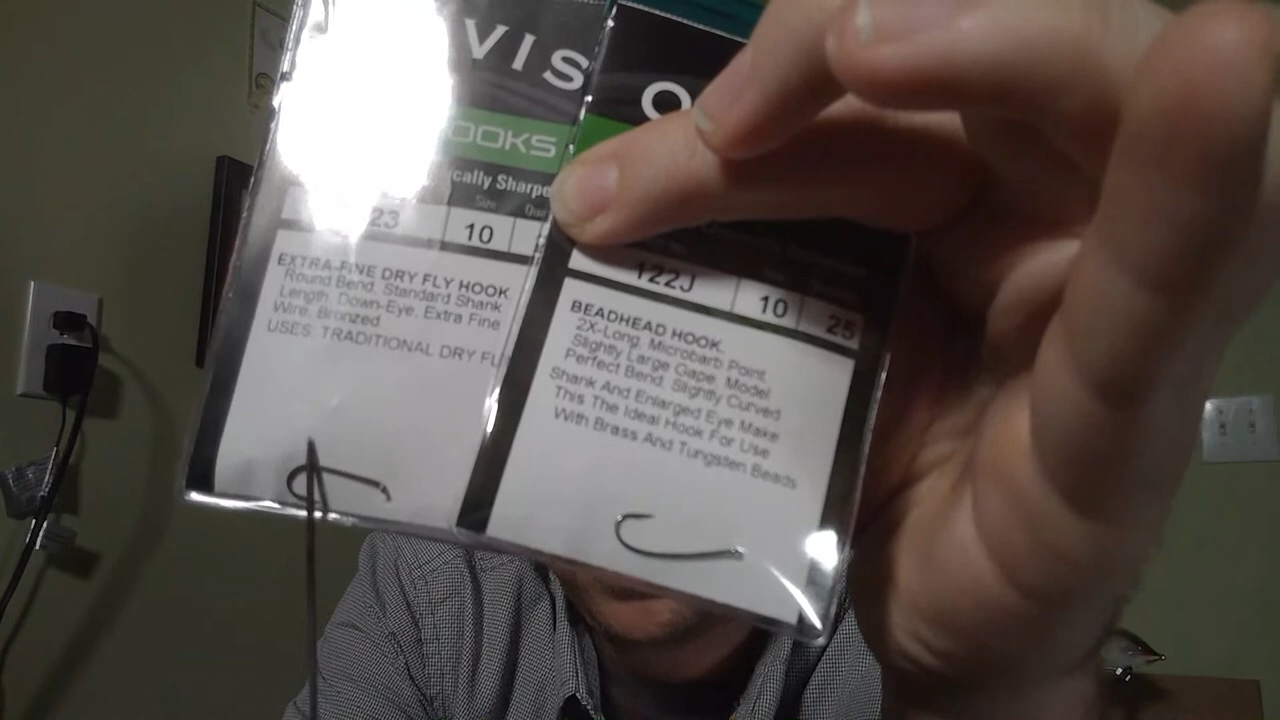 VIS
OOKS
cally Sharpe
Size
23
10
EXTRA-FINE DRY FLY HOOK
Round Bend, Standard Shank
Length, Down-Eye, Extra Fine
Wire, Bronzed
USES: TRADITIONAL DRY FL
O
122J
10
25
BEADHEAD HOOK.
2X-Long, Microbarb Point,
Slightly Large Gape, Model
Perfect Bend. Slightly Curved
Shank And Enlarged Eye Make
This The Ideal Hook For Use
With Brass And Tungsten Beads